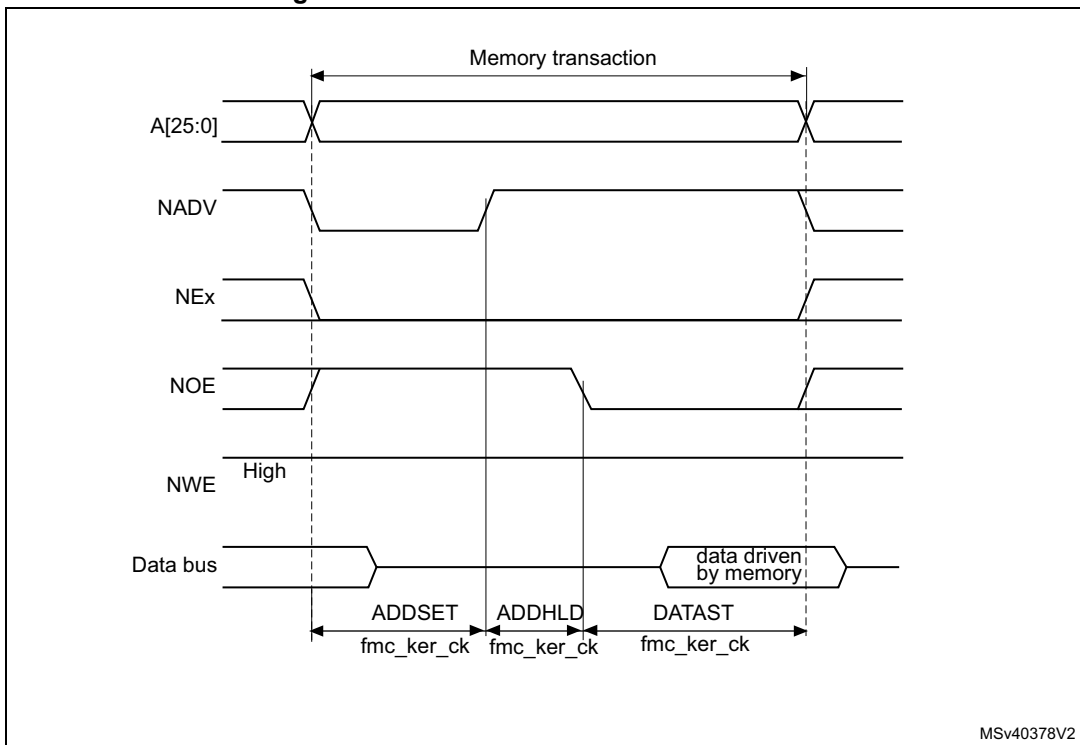 Memory transaction
A[25:0]
NADV
NEx
NOE
High
NWE
Data bus
data driven
by memory
ADDSET ADDHLD DATAST
fmc_ker_ck fmc_ker_ck fmc_ker_ck
MSv40378V2